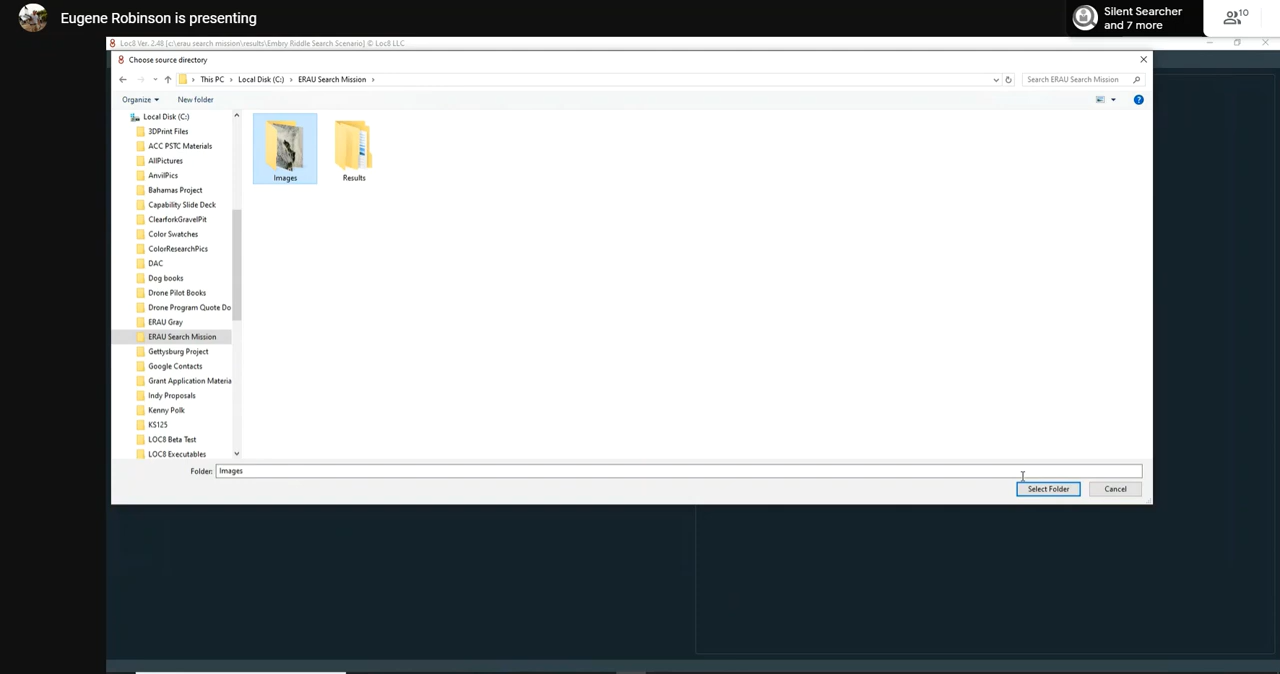 Eugene Robinson is presenting
Silent Searcher
and 7 more
10
Loc8 Ver. 2.48 [c:\erau search mission\results\Embry Riddle Search Scenario] © Loc8 LLC
Choose source directory
This PC › Local Disk (C:) › ERAU Search Mission ›
Search ERAU Search Mission
Organize
New folder
?
Local Disk (C:)
3DPrint Files
ACC PSTC Materials
AllPictures
AnvilPics
Bahamas Project
Capability Slide Deck
ClearforkGravelPit
Color Swatches
ColorResearchPics
DAC
Dog books
Drone Pilot Books
Drone Program Quote Do
ERAU Gray
ERAU Search Mission
Gettysburg Project
Google Contacts
Grant Application Materia
Indy Proposals
Kenny Polk
KS125
LOC8 Beta Test
LOC8 Executables
Images
Results
Folder: Images
Select Folder
Cancel